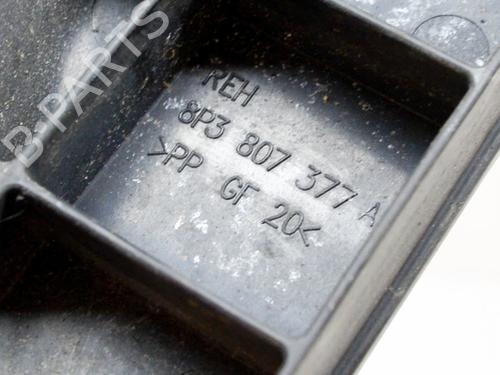 B-PARTS
REH
8P3 807 377 A
>PP GF 20<